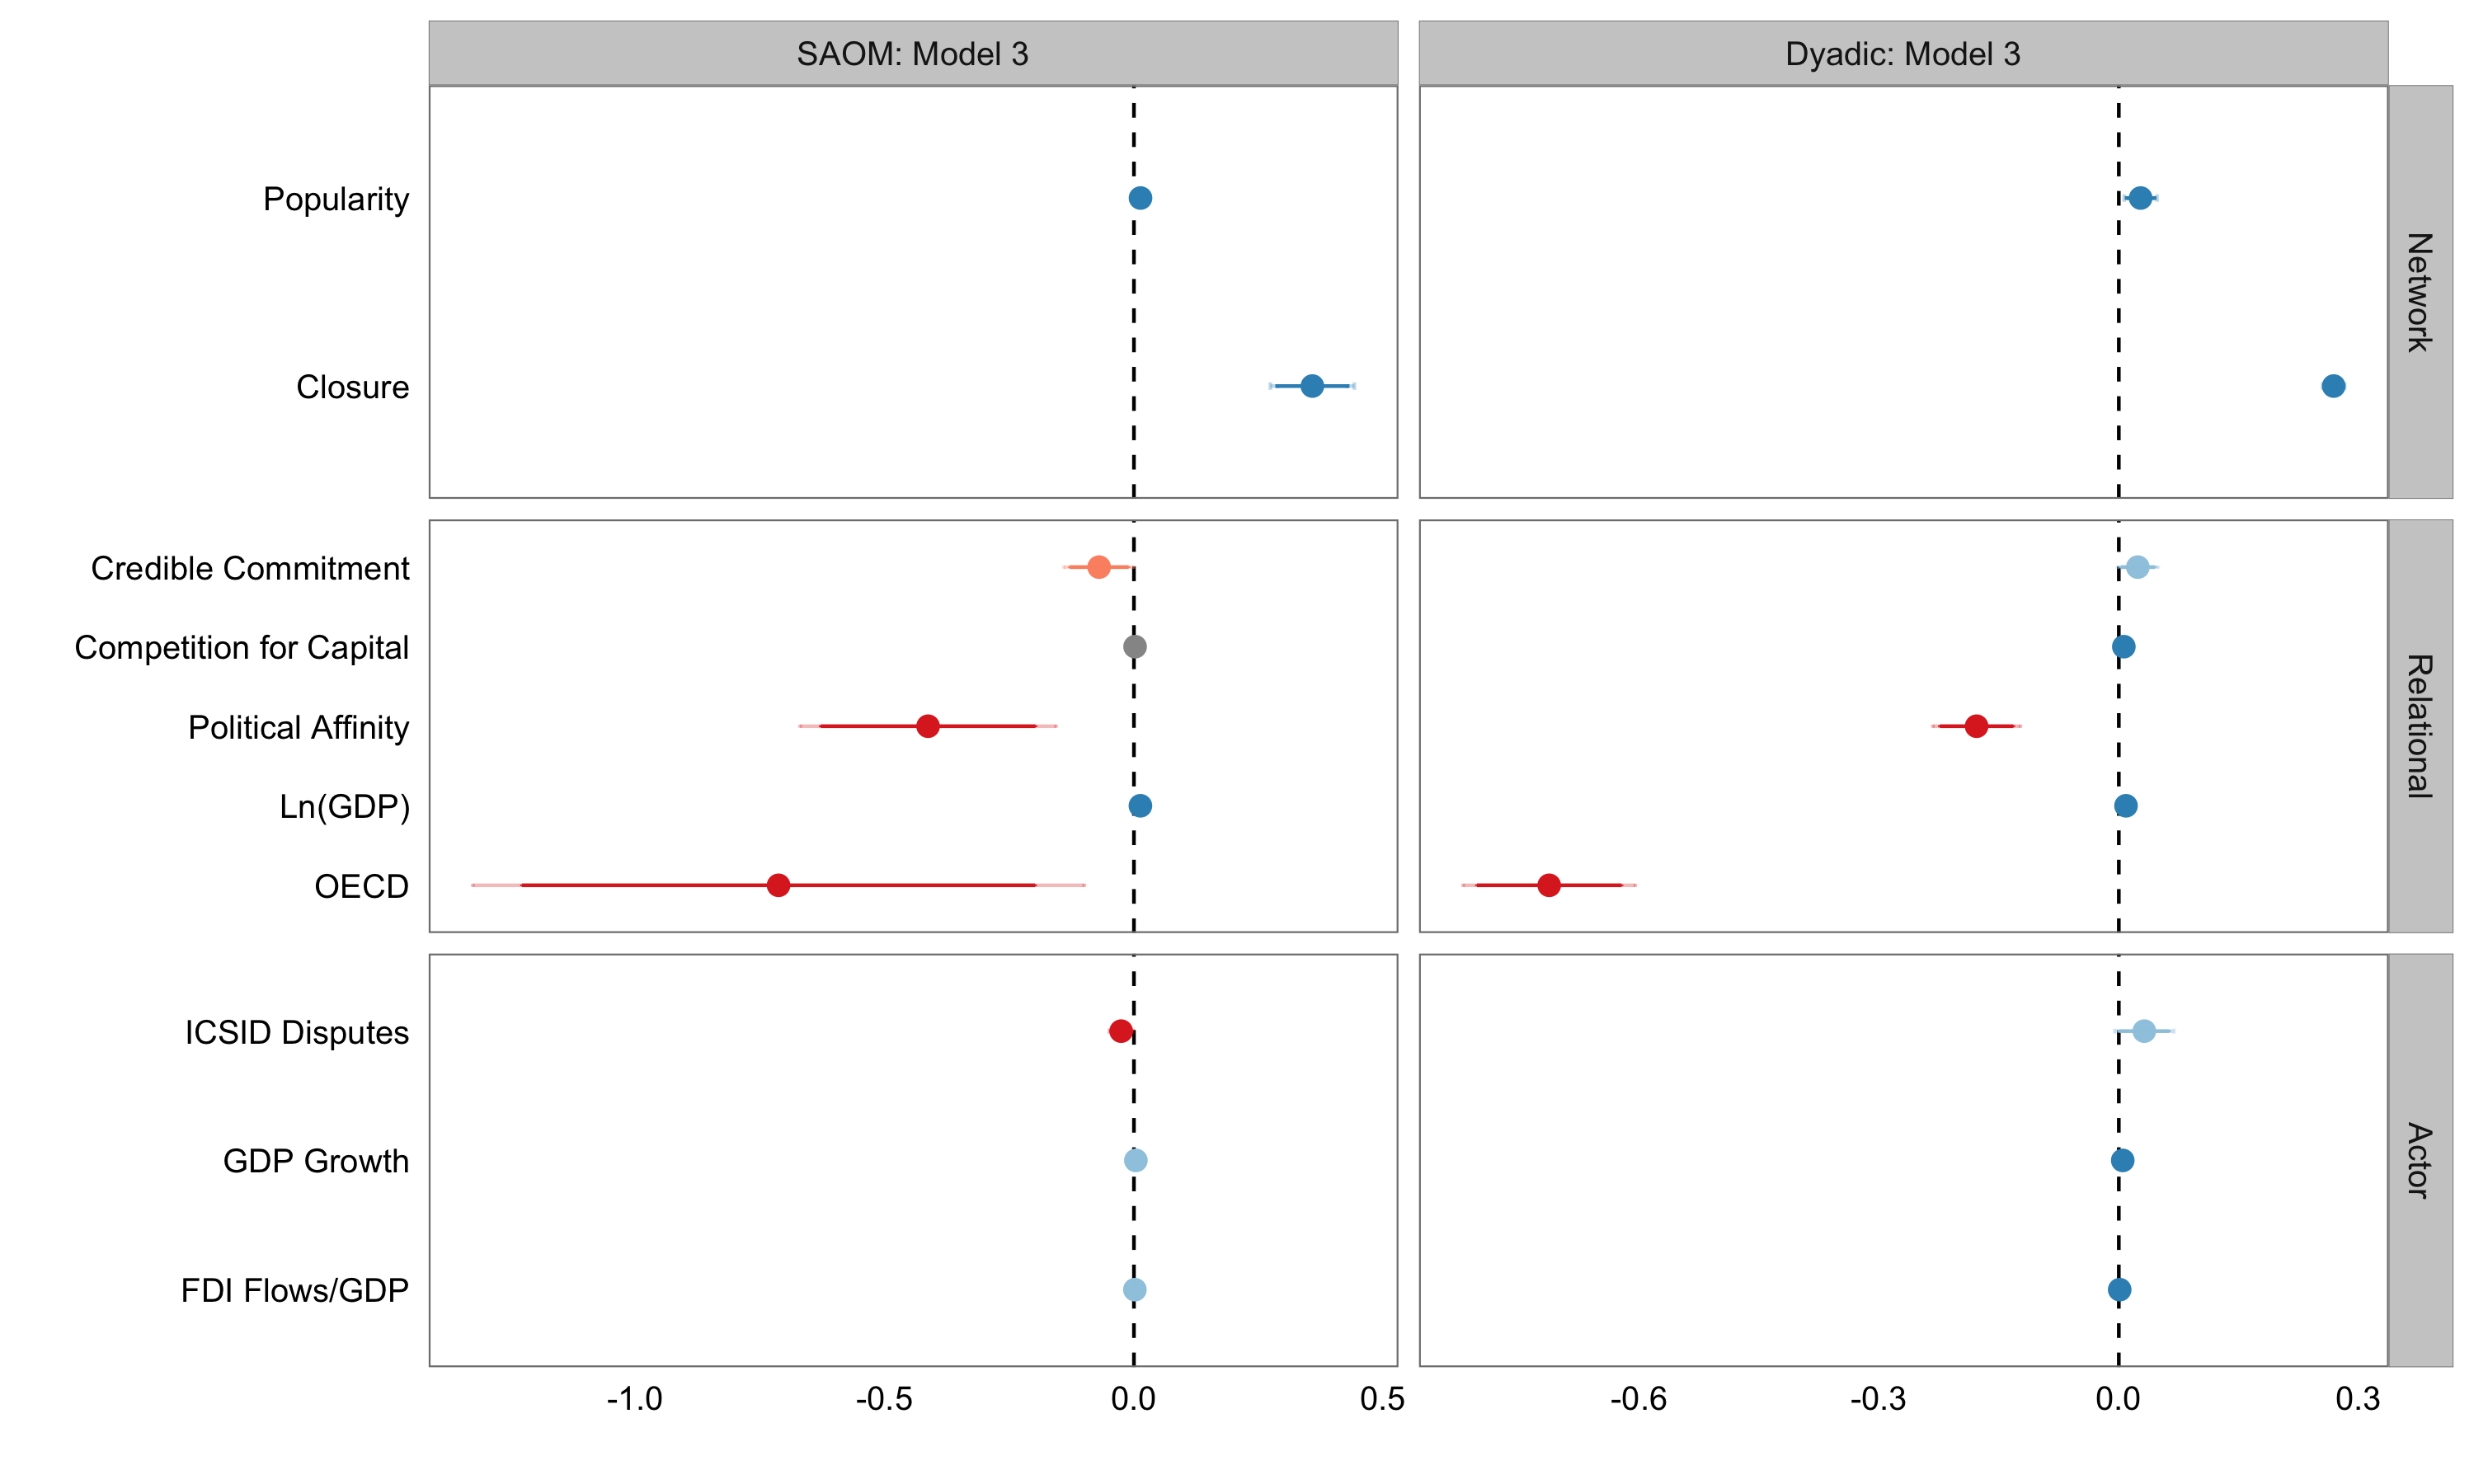 SAOM: Model 3
Dyadic: Model 3
Popularity
Closure
Network
Credible Commitment
Competition for Capital
Political Affinity
Ln(GDP)
OECD
Relational
ICSID Disputes
GDP Growth
FDI Flows/GDP
Actor
-1.0 -0.5 0.0 0.5
-0.6 -0.3 0.0 0.3